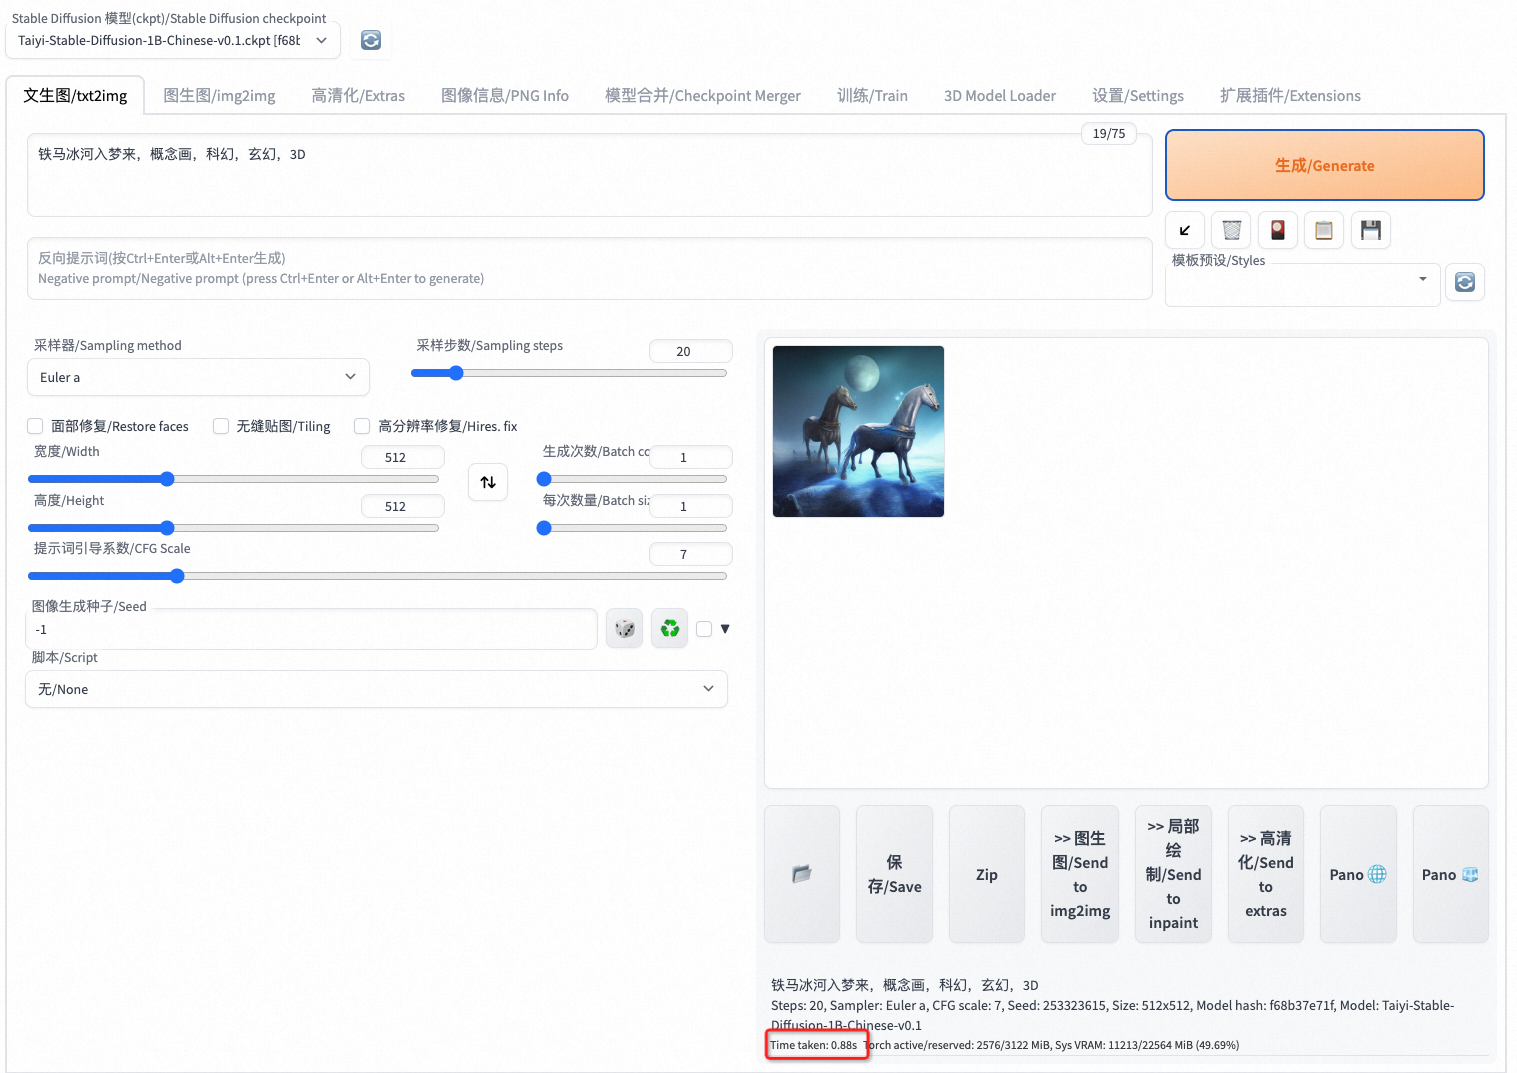 Stable Diffusion 模型(ckpt)/Stable Diffusion checkpoint
Taiyi-Stable-Diffusion-1B-Chinese-v0.1.ckpt [f68b
文生图/txt2img
图生图/img2img
高清化/Extras
图像信息/PNG Info
模型合并/Checkpoint Merger
训练/Train
3D Model Loader
设置/Settings
扩展插件/Extensions
19/75
铁马冰河入梦来，概念画，科幻，玄幻，3D
生成/Generate
反向提示词(按Ctrl+Enter或Alt+Enter生成)
Negative prompt/Negative prompt (press Ctrl+Enter or Alt+Enter to generate)
模板预设/Styles
采样器/Sampling method
Euler a
采样步数/Sampling steps
20
面部修复/Restore faces
无缝贴图/Tiling
高分辨率修复/Hires. fix
宽度/Width
512
生成次数/Batch co
1
高度/Height
512
每次数量/Batch siz
1
提示词引导系数/CFG Scale
7
图像生成种子/Seed
-1
脚本/Script
无/None
保
存/Save
Zip
>> 图生
图/Send
to
img2img
>> 局部
绘
制/Send
to
inpaint
>> 高清
化/Send
to
extras
Pano
Pano
铁马冰河入梦来，概念画，科幻，玄幻，3D
Steps: 20, Sampler: Euler a, CFG scale: 7, Seed: 253323615, Size: 512x512, Model hash: f68b37e71f, Model: Taiyi-Stable-
Diffusion-1B-Chinese-v0.1
Time taken: 0.88s Torch active/reserved: 2576/3122 MiB, Sys VRAM: 11213/22564 MiB (49.69%)